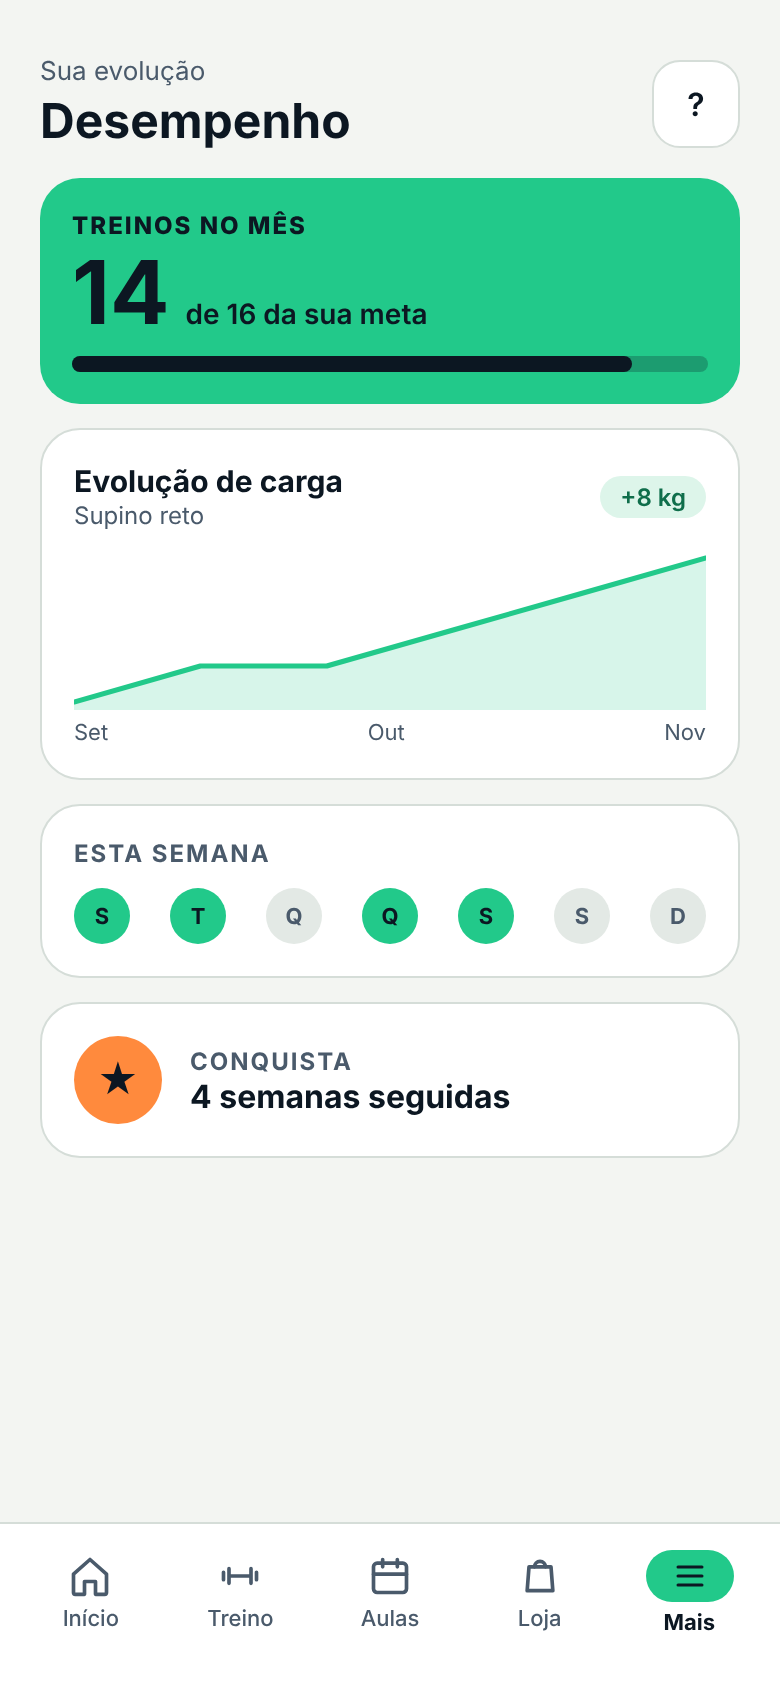 Sua evolução
Desempenho
?
TREINOS NO MÊS
14 de 16 da sua meta
Evolução de carga
Supino reto
+8 kg
Set Out Nov
ESTA SEMANA
S T Q Q S S D
CONQUISTA
4 semanas seguidas
Início Treino Aulas Loja Mais